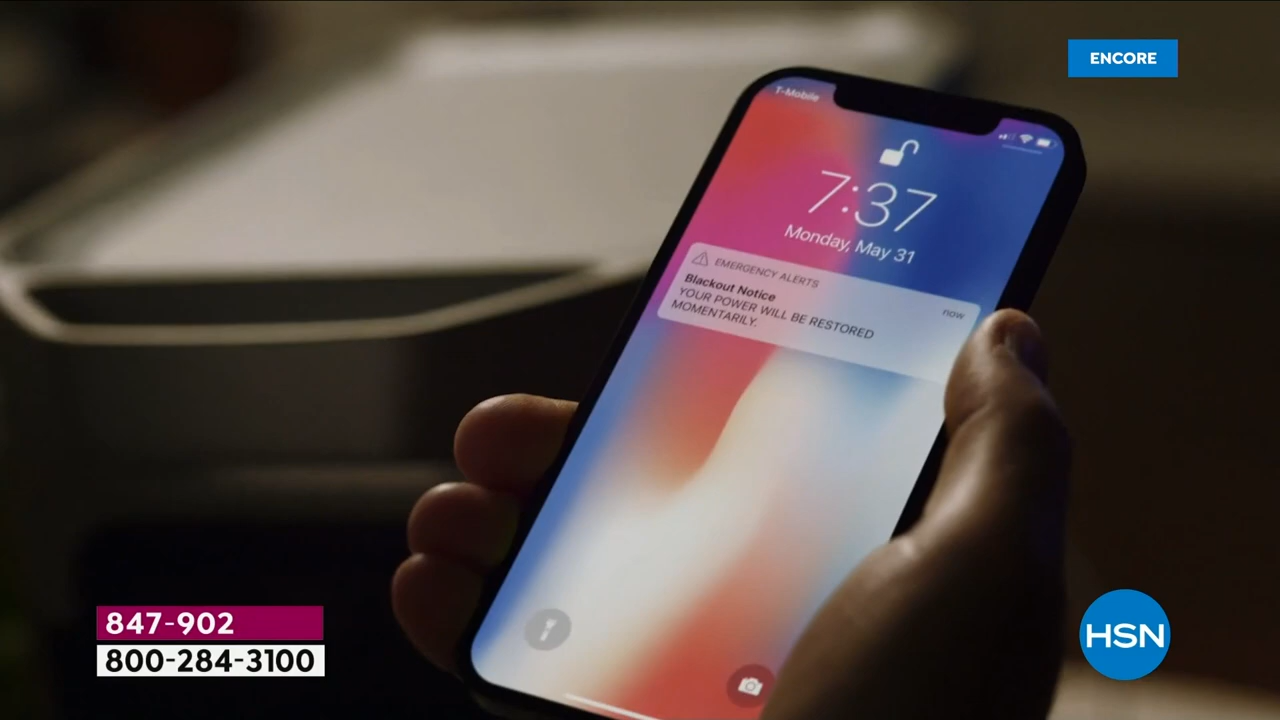 ENCORE
T-Mobile
7:37
Monday, May 31
EMERGENCY ALERTS
now
Blackout Notice
YOUR POWER WILL BE RESTORED
MOMENTARILY.
847-902
800-284-3100
HSN